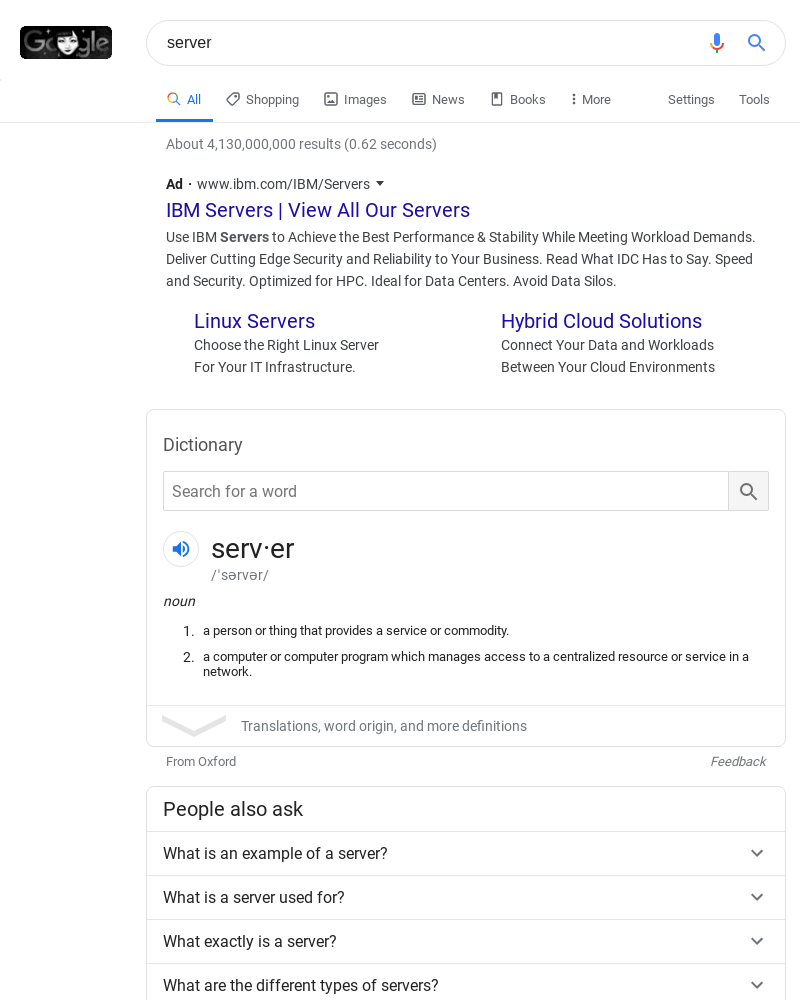 Google
server
All Shopping Images News Books More Settings Tools
About 4,130,000,000 results (0.62 seconds)
Ad · www.ibm.com/IBM/Servers
IBM Servers | View All Our Servers
Use IBM Servers to Achieve the Best Performance & Stability While Meeting Workload Demands.
Deliver Cutting Edge Security and Reliability to Your Business. Read What IDC Has to Say. Speed
and Security. Optimized for HPC. Ideal for Data Centers. Avoid Data Silos.
Linux Servers
Choose the Right Linux Server
For Your IT Infrastructure.
Hybrid Cloud Solutions
Connect Your Data and Workloads
Between Your Cloud Environments
Dictionary
Search for a word
serv·er
/ˈsərvər/
noun
1. a person or thing that provides a service or commodity.
2. a computer or computer program which manages access to a centralized resource or service in a
network.
Translations, word origin, and more definitions
From Oxford
Feedback
People also ask
What is an example of a server?
What is a server used for?
What exactly is a server?
What are the different types of servers?